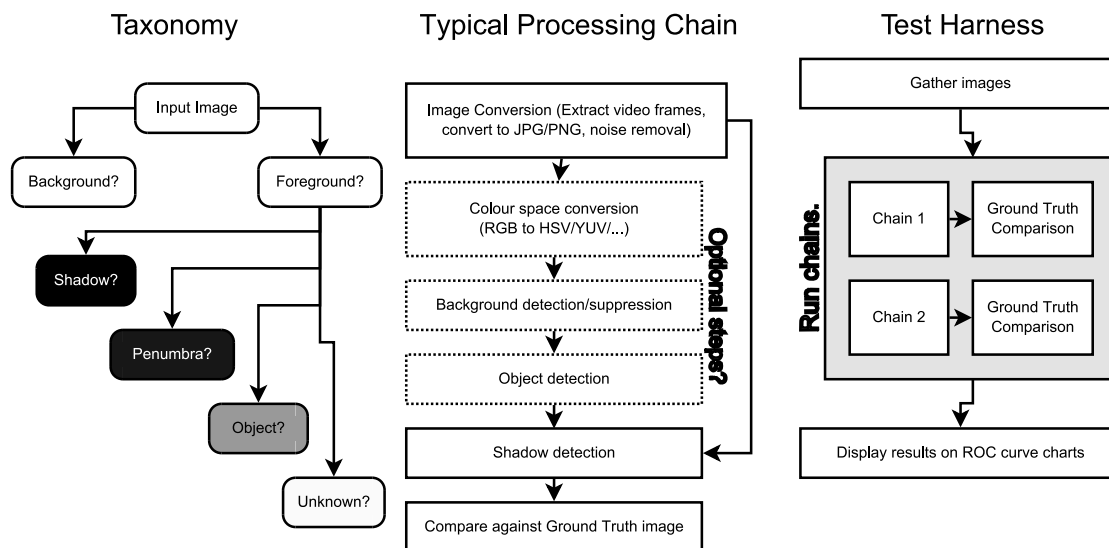 Taxonomy
Input Image
Background?
Foreground?
Shadow?
Penumbra?
Object?
Unknown?
Typical Processing Chain
Image Conversion (Extract video frames,
convert to JPG/PNG, noise removal)
Colour space conversion
(RGB to HSV/YUV/...)
Background detection/suppression
Object detection
Optional steps?
Shadow detection
Compare against Ground Truth image
Test Harness
Gather images
Run chains.
Chain 1
Ground Truth
Comparison
Chain 2
Ground Truth
Comparison
Display results on ROC curve charts